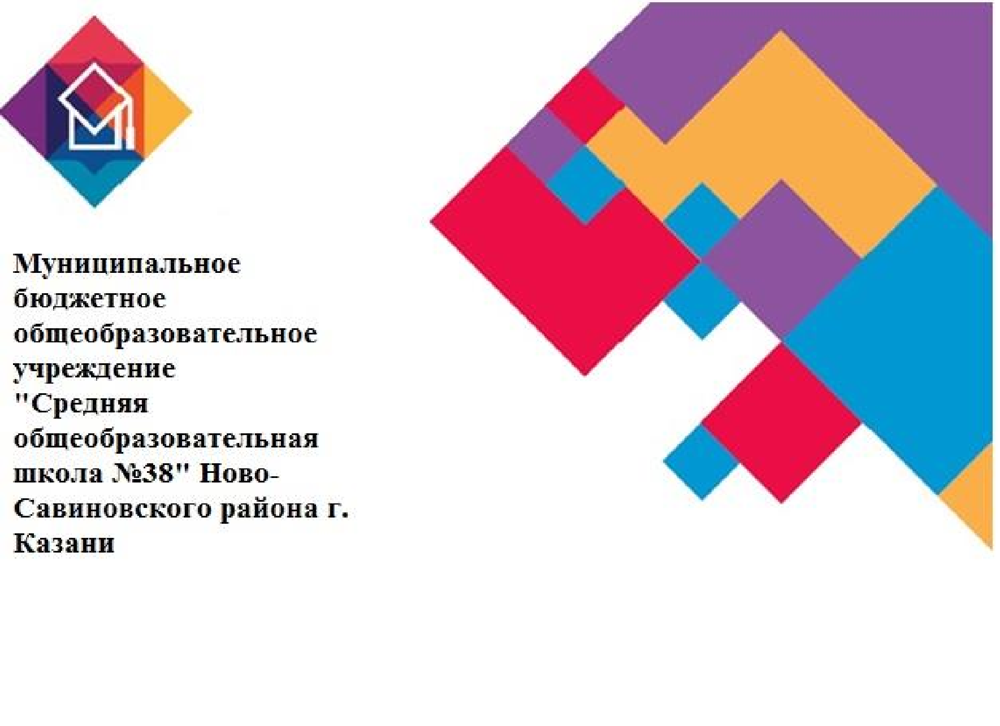 Муниципальное
бюджетное
общеобразовательное
учреждение
"Средняя
общеобразовательная
школа №38" Ново-
Савиновского района г.
Казани